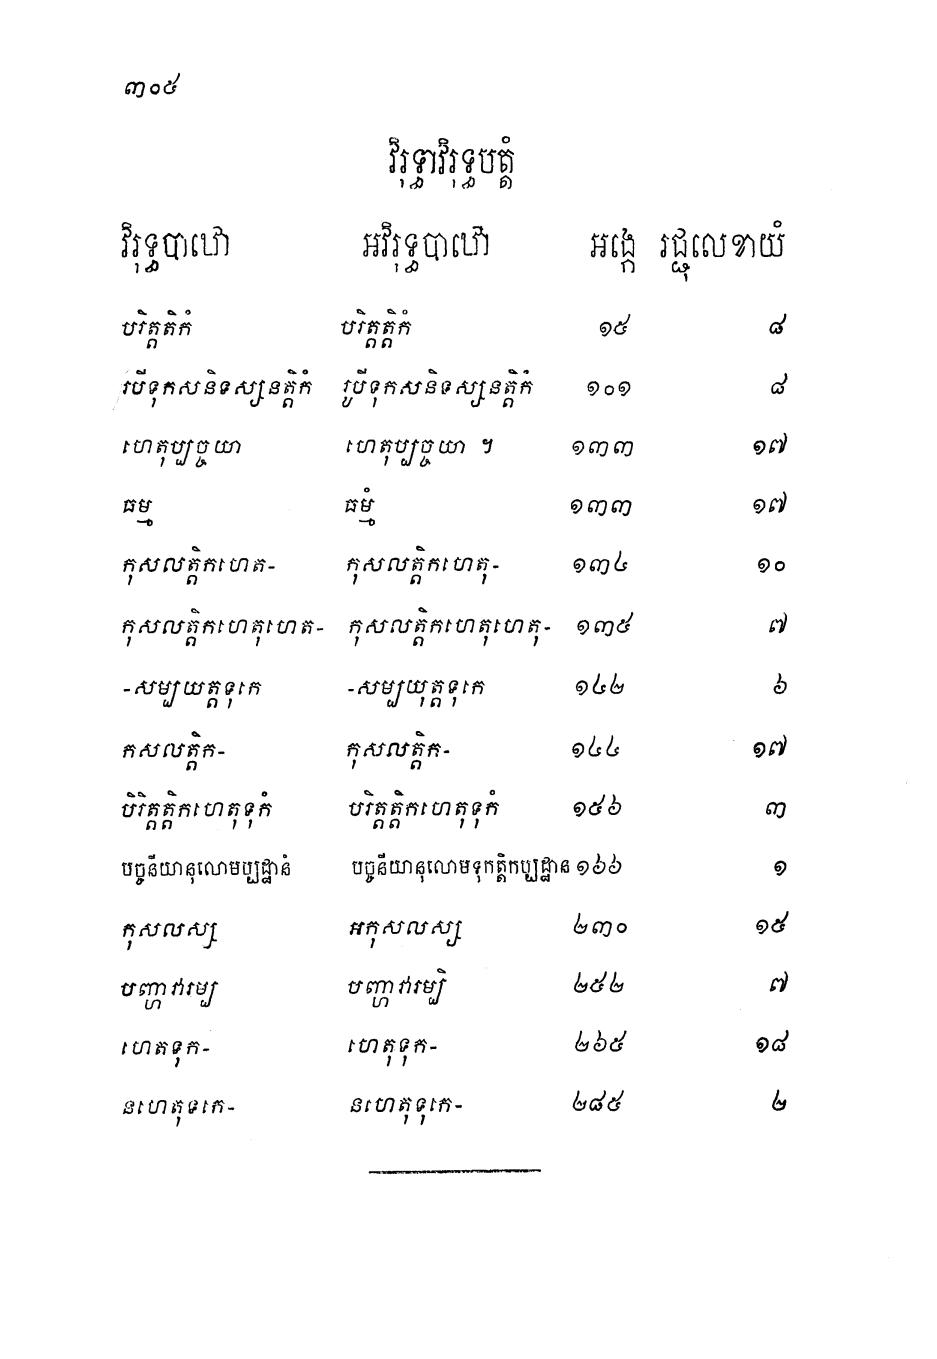 ៣០៥
វិរុទ្ធាវិរុទ្ធបត្តំ
វិរុទ្ធបាឋៅ អវិរុទ្ធបាឋៅ អង្កេ រជ្ជុលេខាយំ
បរិត្តតិកំ បរិត្តត្តិកំ ១៥ ៨
របីទុកសនិទស្សនត្តិកំ រូបីទុកសនិទស្សនត្តិកំ ១០១ ៨
ហេតុប្បច្ចយា ហេតុប្បច្ចយា ។ ១៣៣ ១៧
ធម្ម ធម្មំ ១៣៣ ១៧
កុសលត្តិកហេត- កុសលត្តិកហេតុ- ១៣៤ ១០
កុសលត្តិកហេតុហេត- កុសលត្តិកហេតុហេតុ- ១៣៥ ៧
-សម្បយត្តទុកេ -សម្បយុត្តទុកេ ១៤២ ៦
កសលត្តិក- កុសលត្តិក- ១៤៤ ១៧
បិរិត្តត្តិកហេតុទុកំ បរិត្តត្តិកហេតុទុកំ ១៥៦ ៣
បច្ចនីយានុលោមប្បដ្ឋានំ បច្ចនីយានុលោមទុកត្តិកប្បដ្ឋាន ១៦៦ ១
កុសលស្ស អកុសលស្ស ២៣០ ១៥
បញ្ហាវារម្ប បញ្ហាវារម្បិ ២៥២ ៧
ហេតទុក- ហេតុទុក- ២៦៥ ១៨
នហេតុទកេ- នហេតុទុកេ- ២៨៥ ២